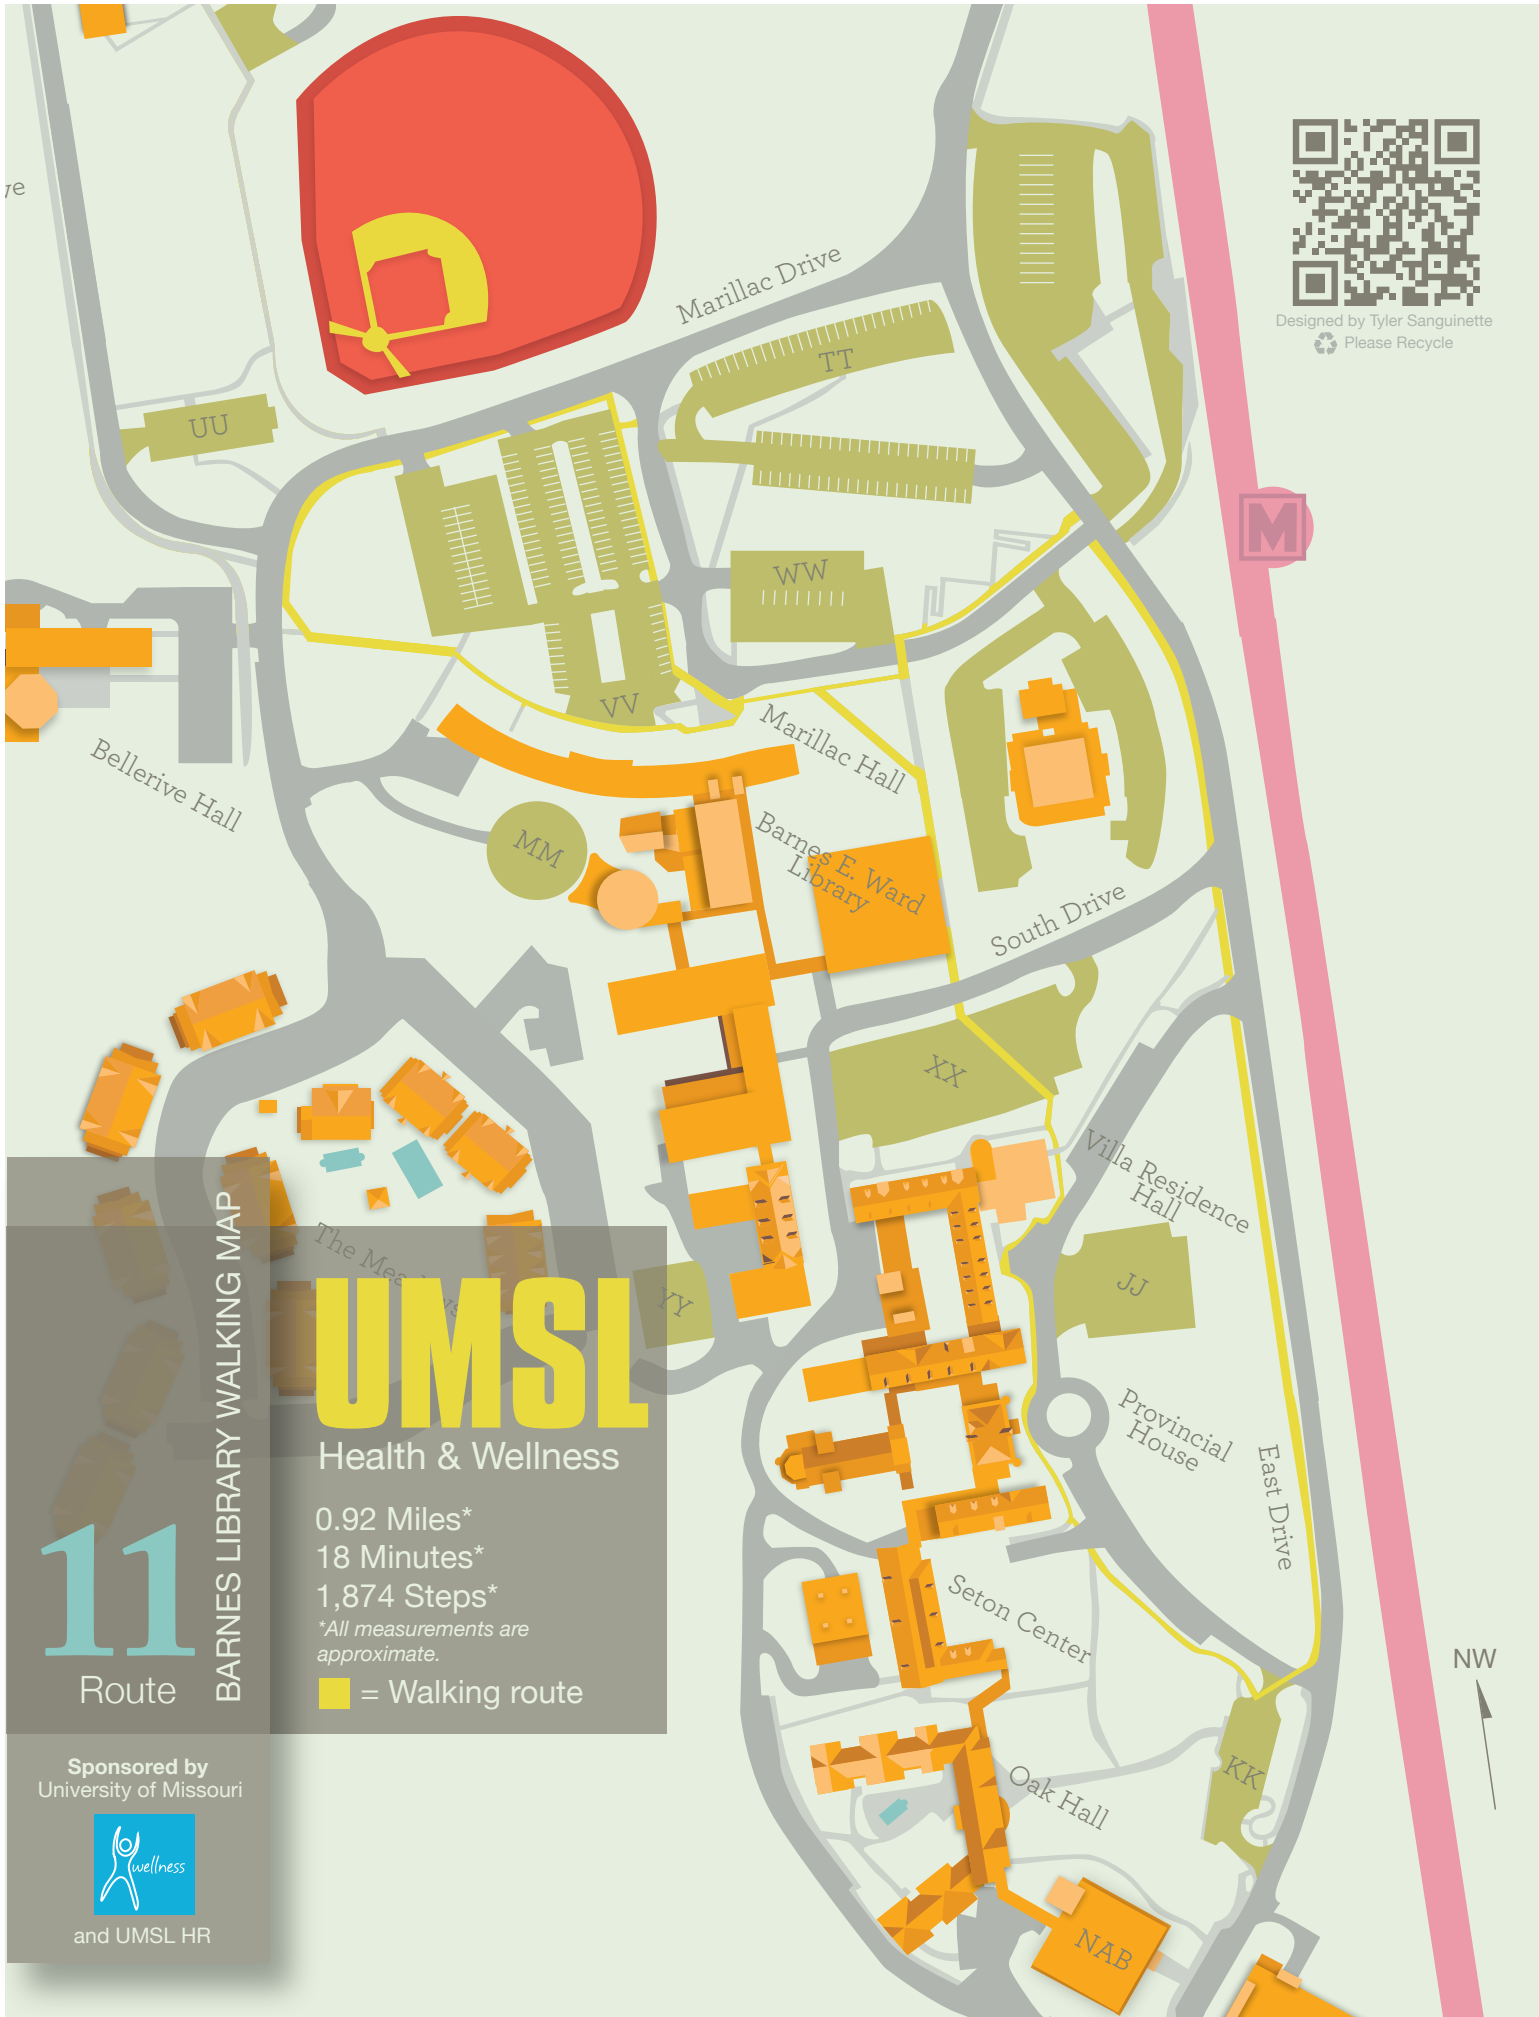 ve
Marillac Drive
Designed by Tyler Sanguinette
Please Recycle
TT
UU
M
WW
VV
Marillac Hall
Bellerive Hall
MM
Barnes E. Ward
Library
South Drive
XX
Villa Residence
Hall
The Meadows
YY
JJ
Provincial
House
East Drive
Seton Center
Oak Hall
KK
NAB
NW
BARNES LIBRARY WALKING MAP
11
Route
UMSL
Health & Wellness
0.92 Miles*
18 Minutes*
1,874 Steps*
*All measurements are
approximate.
= Walking route
Sponsored by
University of Missouri
wellness
and UMSL HR